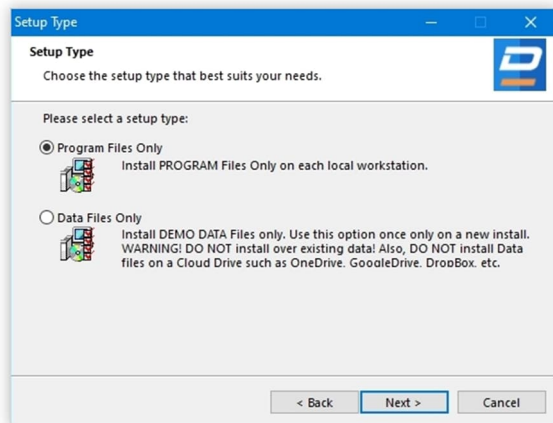 Setup Type
Setup Type
Choose the setup type that best suits your needs.
Please select a setup type:
Program Files Only
Install PROGRAM Files Only on each local workstation.
Data Files Only
Install DEMO DATA Files only. Use this option once only on a new install.
WARNING! DO NOT install over existing data! Also, DO NOT install Data
files on a Cloud Drive such as OneDrive, GoogleDrive, DropBox, etc.
< Back
Next >
Cancel